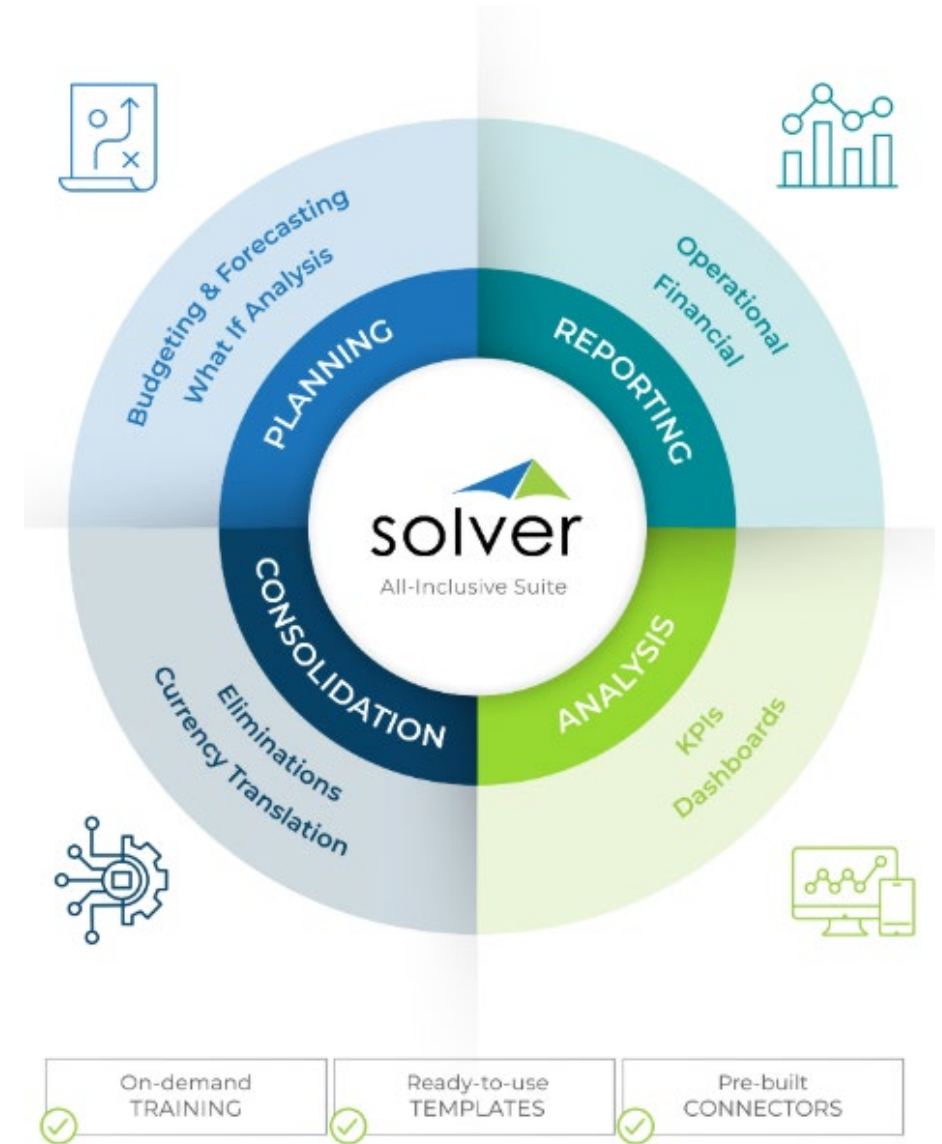 Budgeting & Forecasting
What If Analysis
PLANNING
Operational
Financial
REPORTING
solver
All-Inclusive Suite
CONSOLIDATION
Eliminations
Currency Translation
ANALYSIS
KPIs
Dashboards
On-demand
TRAINING
Ready-to-use
TEMPLATES
Pre-built
CONNECTORS